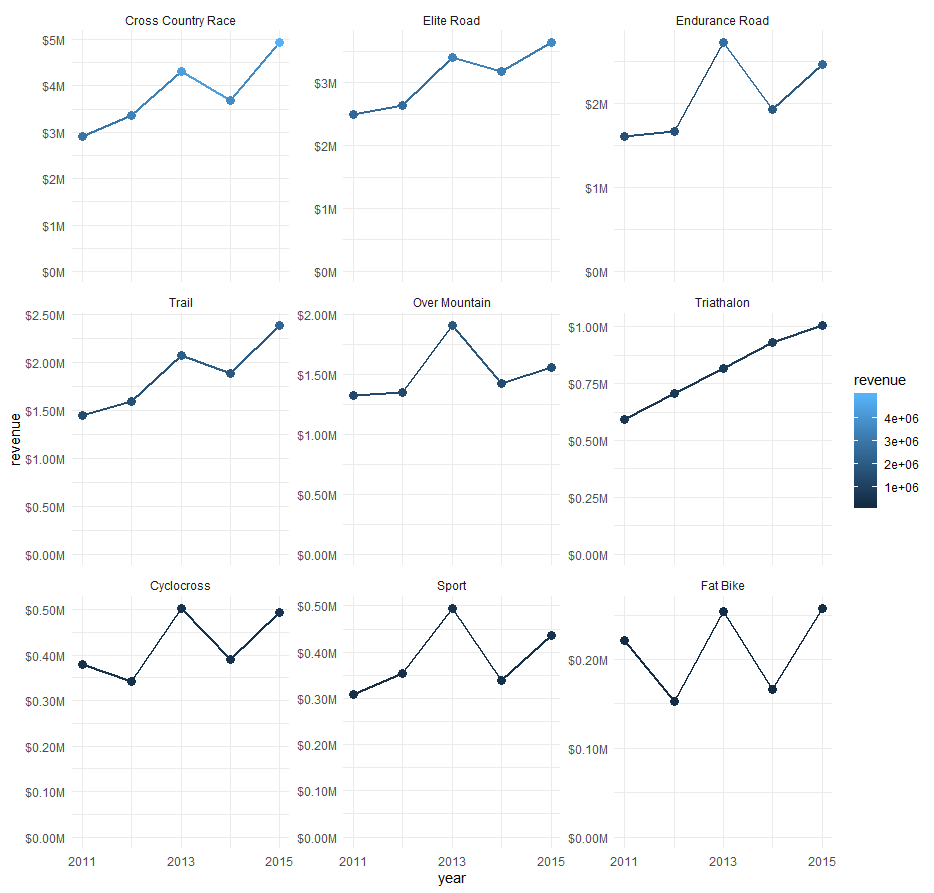 Cross Country Race
Elite Road
Endurance Road
$5M
$4M
$3M
$2M
$1M
$0M
$3M
$2M
$1M
$0M
$2M
$1M
$0M
Trail
Over Mountain
Triathalon
$2.50M
$2.00M
$1.50M
$1.00M
$0.50M
$0.00M
$2.00M
$1.50M
$1.00M
$0.50M
$0.00M
$1.00M
$0.75M
$0.50M
$0.25M
$0.00M
revenue
Cyclocross
Sport
Fat Bike
$0.50M
$0.40M
$0.30M
$0.20M
$0.10M
$0.00M
$0.50M
$0.40M
$0.30M
$0.20M
$0.10M
$0.00M
$0.20M
$0.10M
$0.00M
2011 2013 2015
2011 2013 2015
2011 2013 2015
year
revenue
4e+06
3e+06
2e+06
1e+06